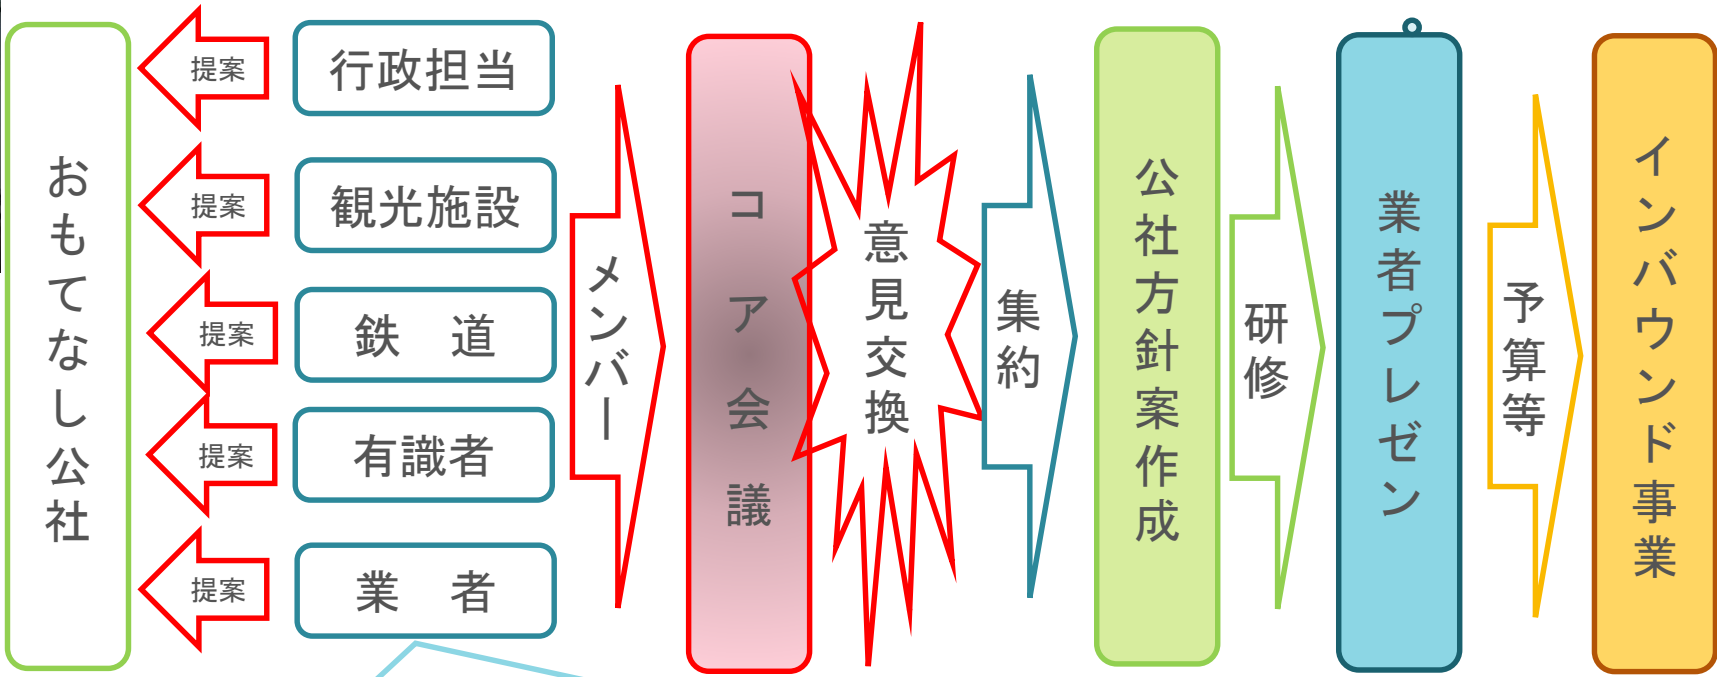 おもてなし公社
提案
行政担当
提案
観光施設
提案
鉄　道
提案
有識者
提案
業　者
メンバー
コア会議
意見交換
集約
公社方針案作成
研修
業者プレゼン
予算等
インバウンド事業